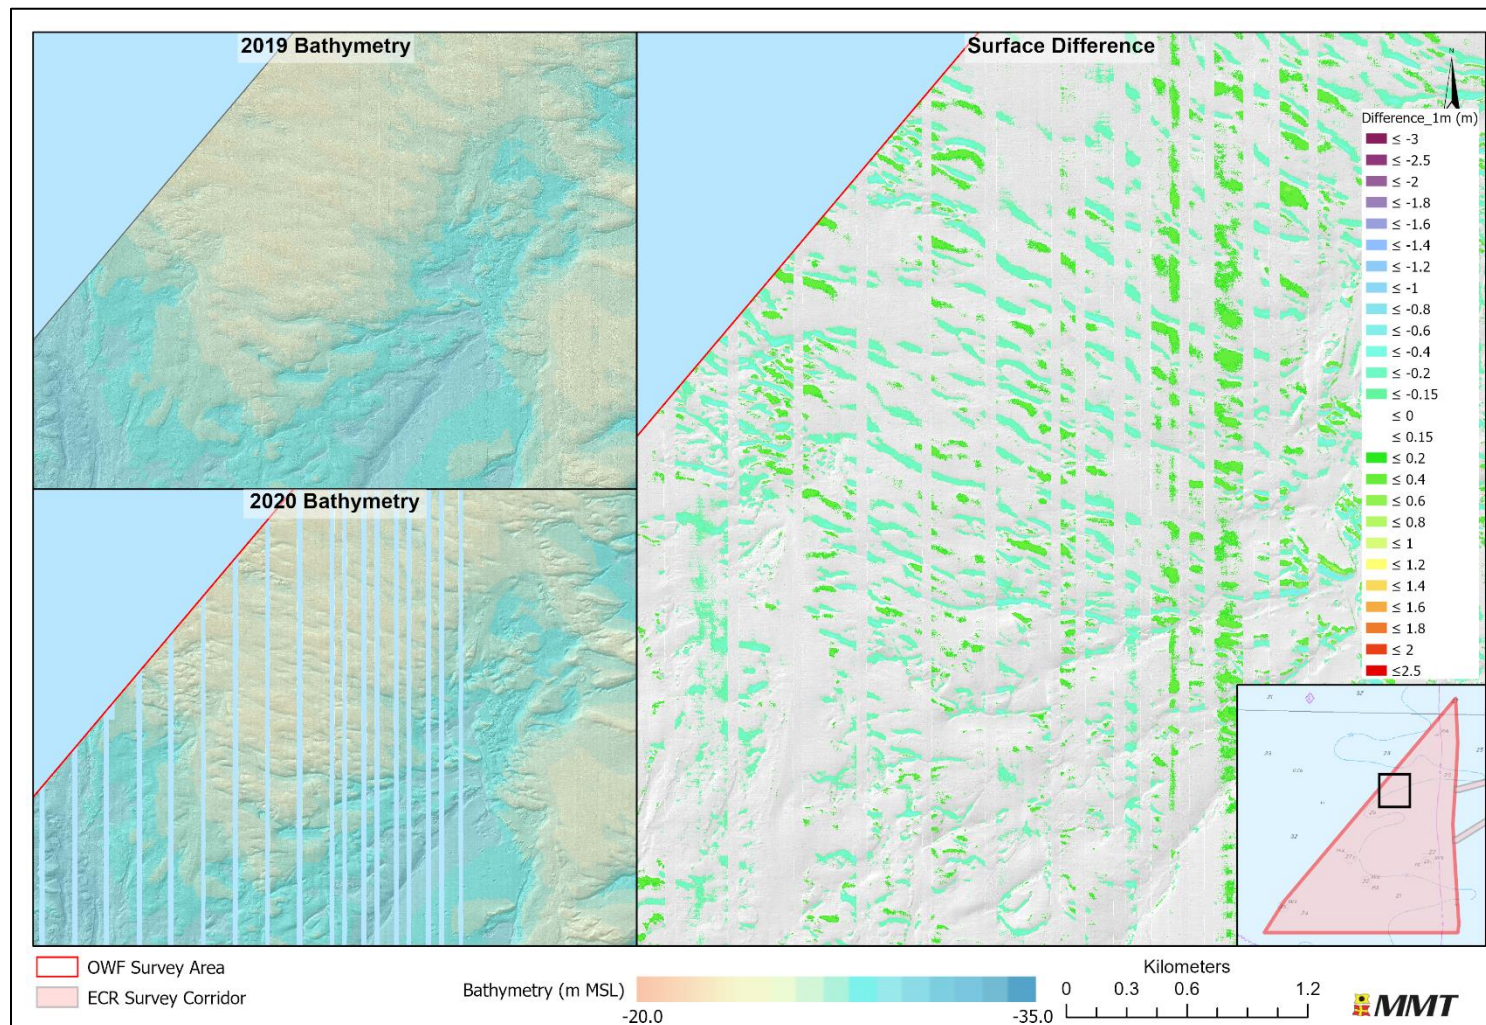 2019 Bathymetry
Surface Difference
N
Difference_1m (m)
≤ -3
≤ -2.5
≤ -2
≤ -1.8
≤ -1.6
≤ -1.4
≤ -1.2
≤ -1
≤ -0.8
≤ -0.6
≤ -0.4
≤ -0.2
≤ -0.15
≤ 0
≤ 0.15
≤ 0.2
≤ 0.4
≤ 0.6
≤ 0.8
≤ 1
≤ 1.2
≤ 1.4
≤ 1.6
≤ 1.8
≤ 2
≤2.5
2020 Bathymetry
OWF Survey Area
ECR Survey Corridor
Bathymetry (m MSL)
-20.0
-35.0
Kilometers
0 0.3 0.6 1.2
MMT